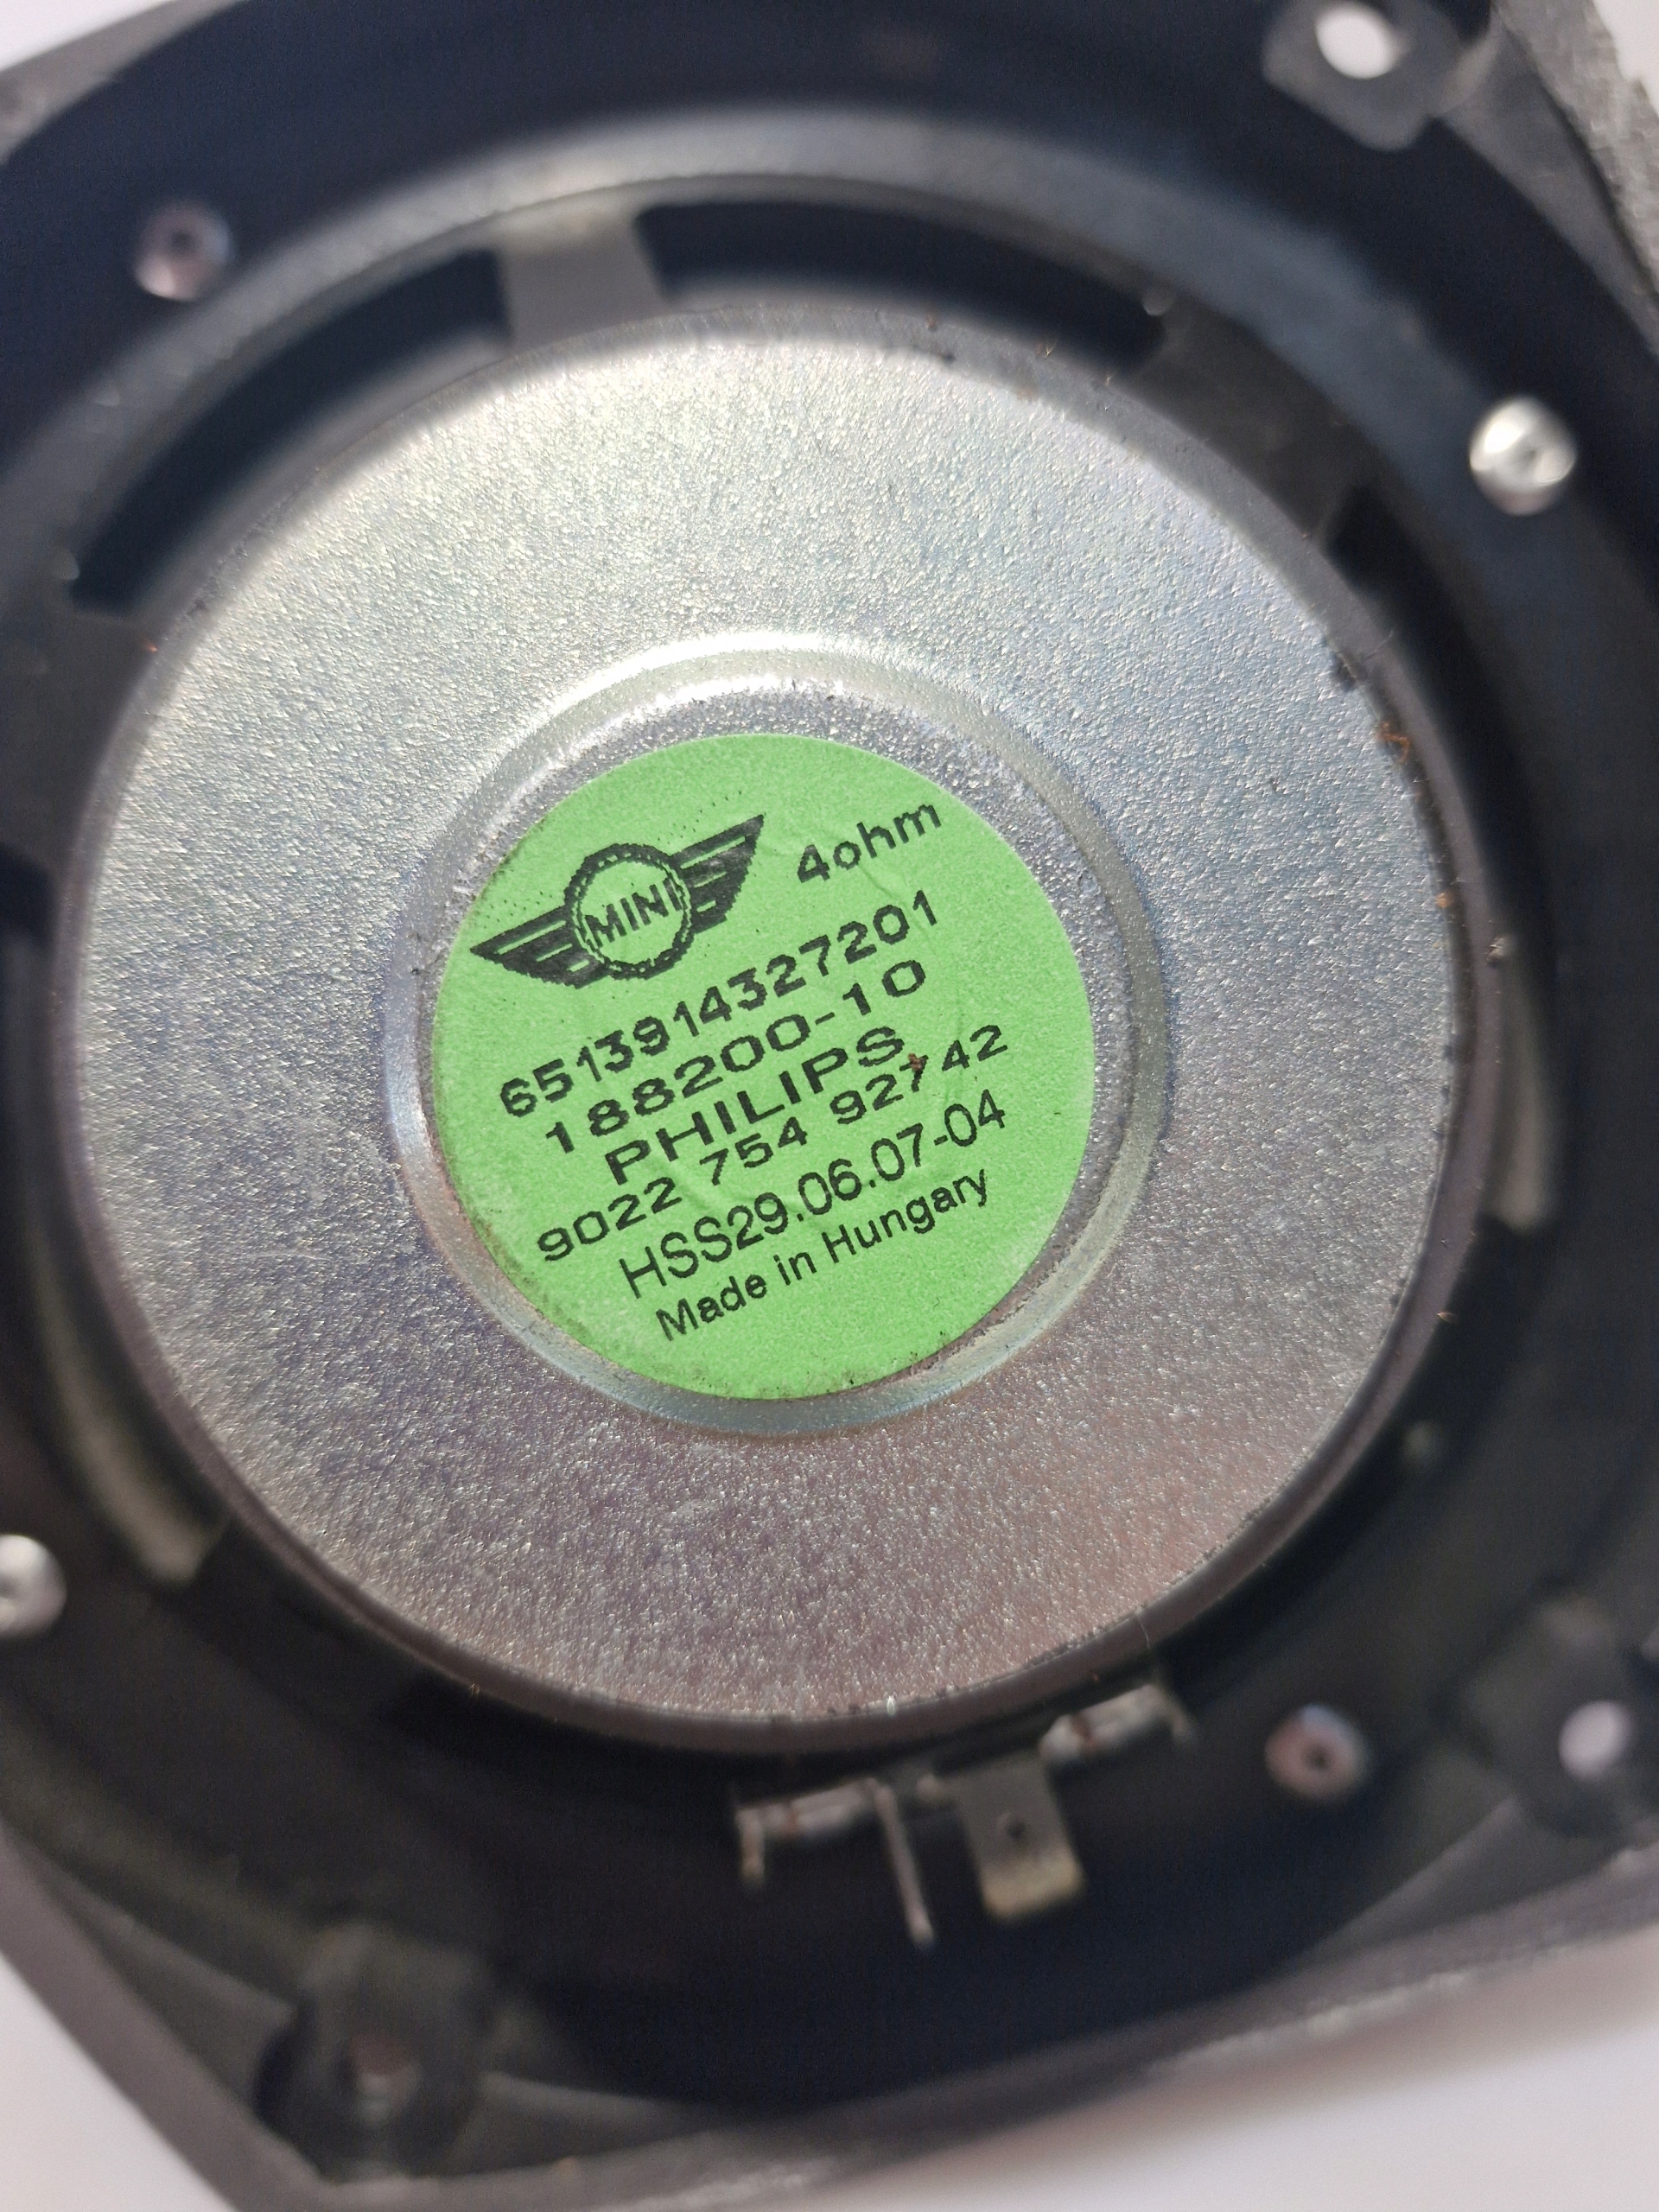 MINI
4ohm
6513914327201
188200-10
PHILIPS
9022 754 92742
HSS29.06.07-04
Made in Hungary